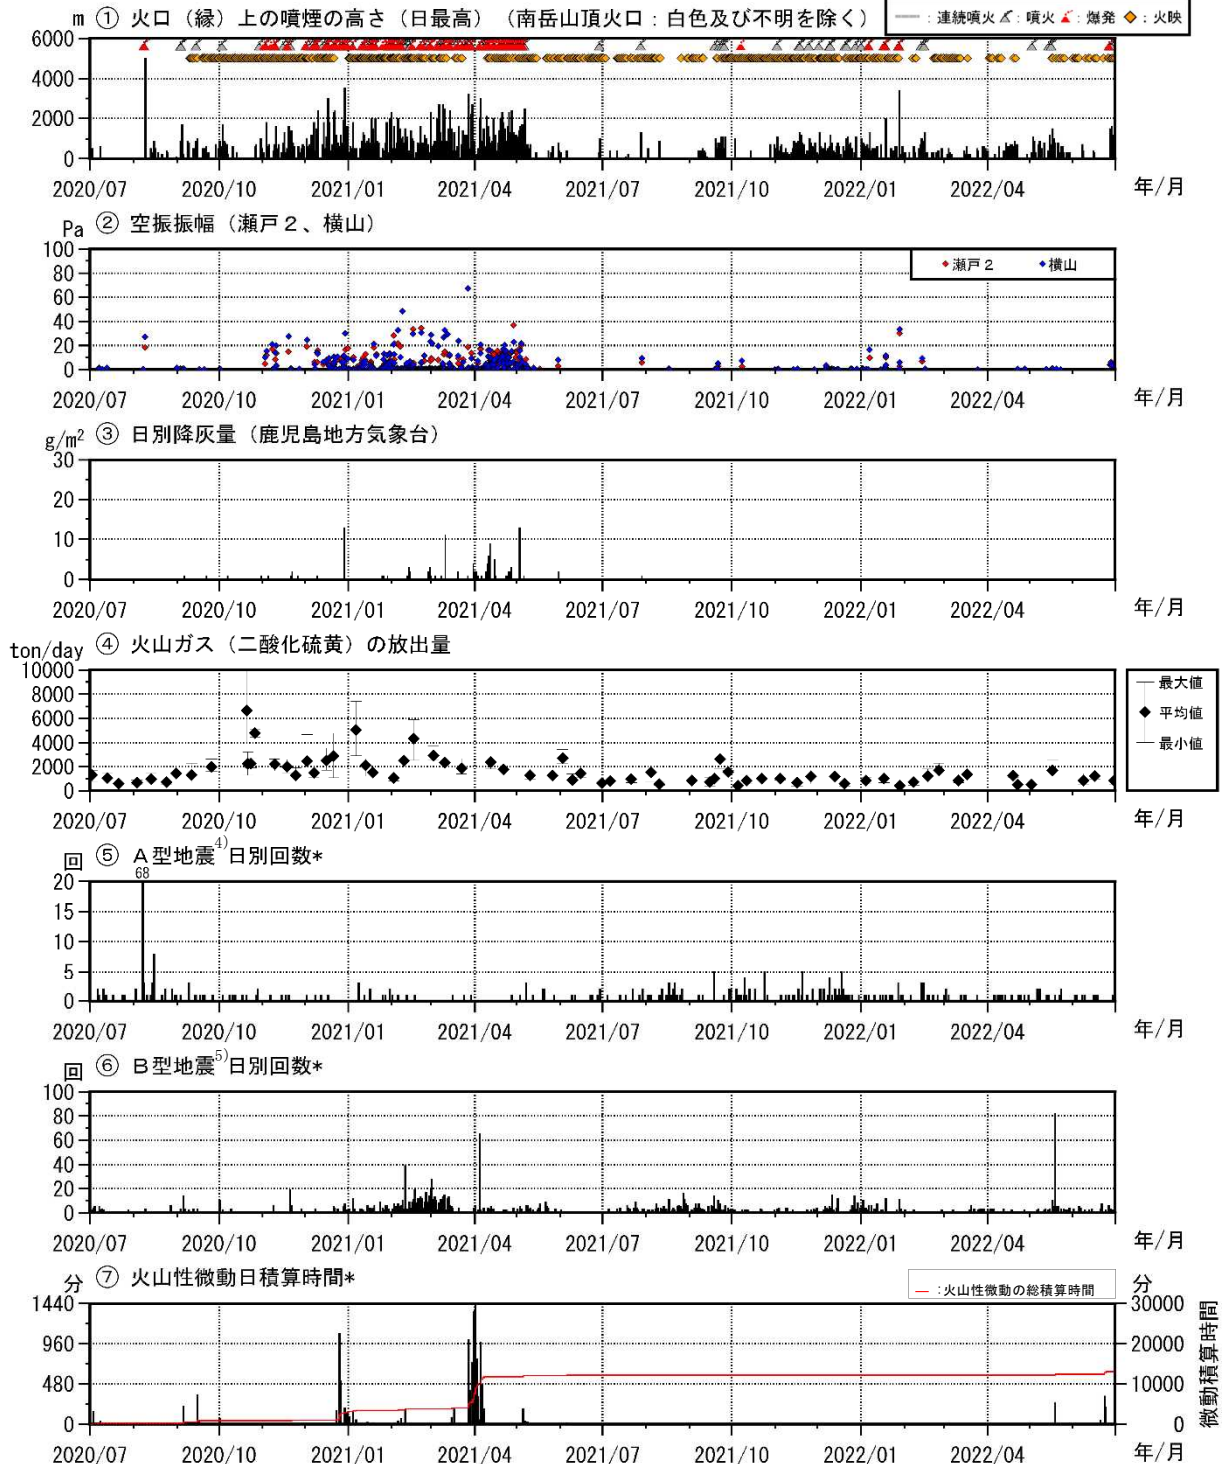 m ① 火口（縁）上の噴煙の高さ（日最高）（南岳山頂火口：白色及び不明を除く）
：連続噴火 ：噴火 ：爆発 ：火映
6000
4000
2000
0
2020/07 2020/10 2021/01 2021/04 2021/07 2021/10 2022/01 2022/04 年/月
Pa ② 空振振幅（瀬戸２、横山）
瀬戸２ 横山
100
80
60
40
20
0
2020/07 2020/10 2021/01 2021/04 2021/07 2021/10 2022/01 2022/04 年/月
g/m² ③ 日別降灰量（鹿児島地方気象台）
30
20
10
0
2020/07 2020/10 2021/01 2021/04 2021/07 2021/10 2022/01 2022/04 年/月
ton/day ④ 火山ガス（二酸化硫黄）の放出量
最大値
平均値
最小値
10000
8000
6000
4000
2000
0
2020/07 2020/10 2021/01 2021/04 2021/07 2021/10 2022/01 2022/04 年/月
回 ⑤ Ａ型地震4)日別回数*
68
20
15
10
5
0
2020/07 2020/10 2021/01 2021/04 2021/07 2021/10 2022/01 2022/04 年/月
回 ⑥ Ｂ型地震5)日別回数*
100
80
60
40
20
0
2020/07 2020/10 2021/01 2021/04 2021/07 2021/10 2022/01 2022/04 年/月
分 ⑦ 火山性微動日積算時間* 分
：火山性微動の総積算時間
1440 30000
960 20000
480 10000
0 0
微動積算時間
2020/07 2020/10 2021/01 2021/04 2021/07 2021/10 2022/01 2022/04 年/月